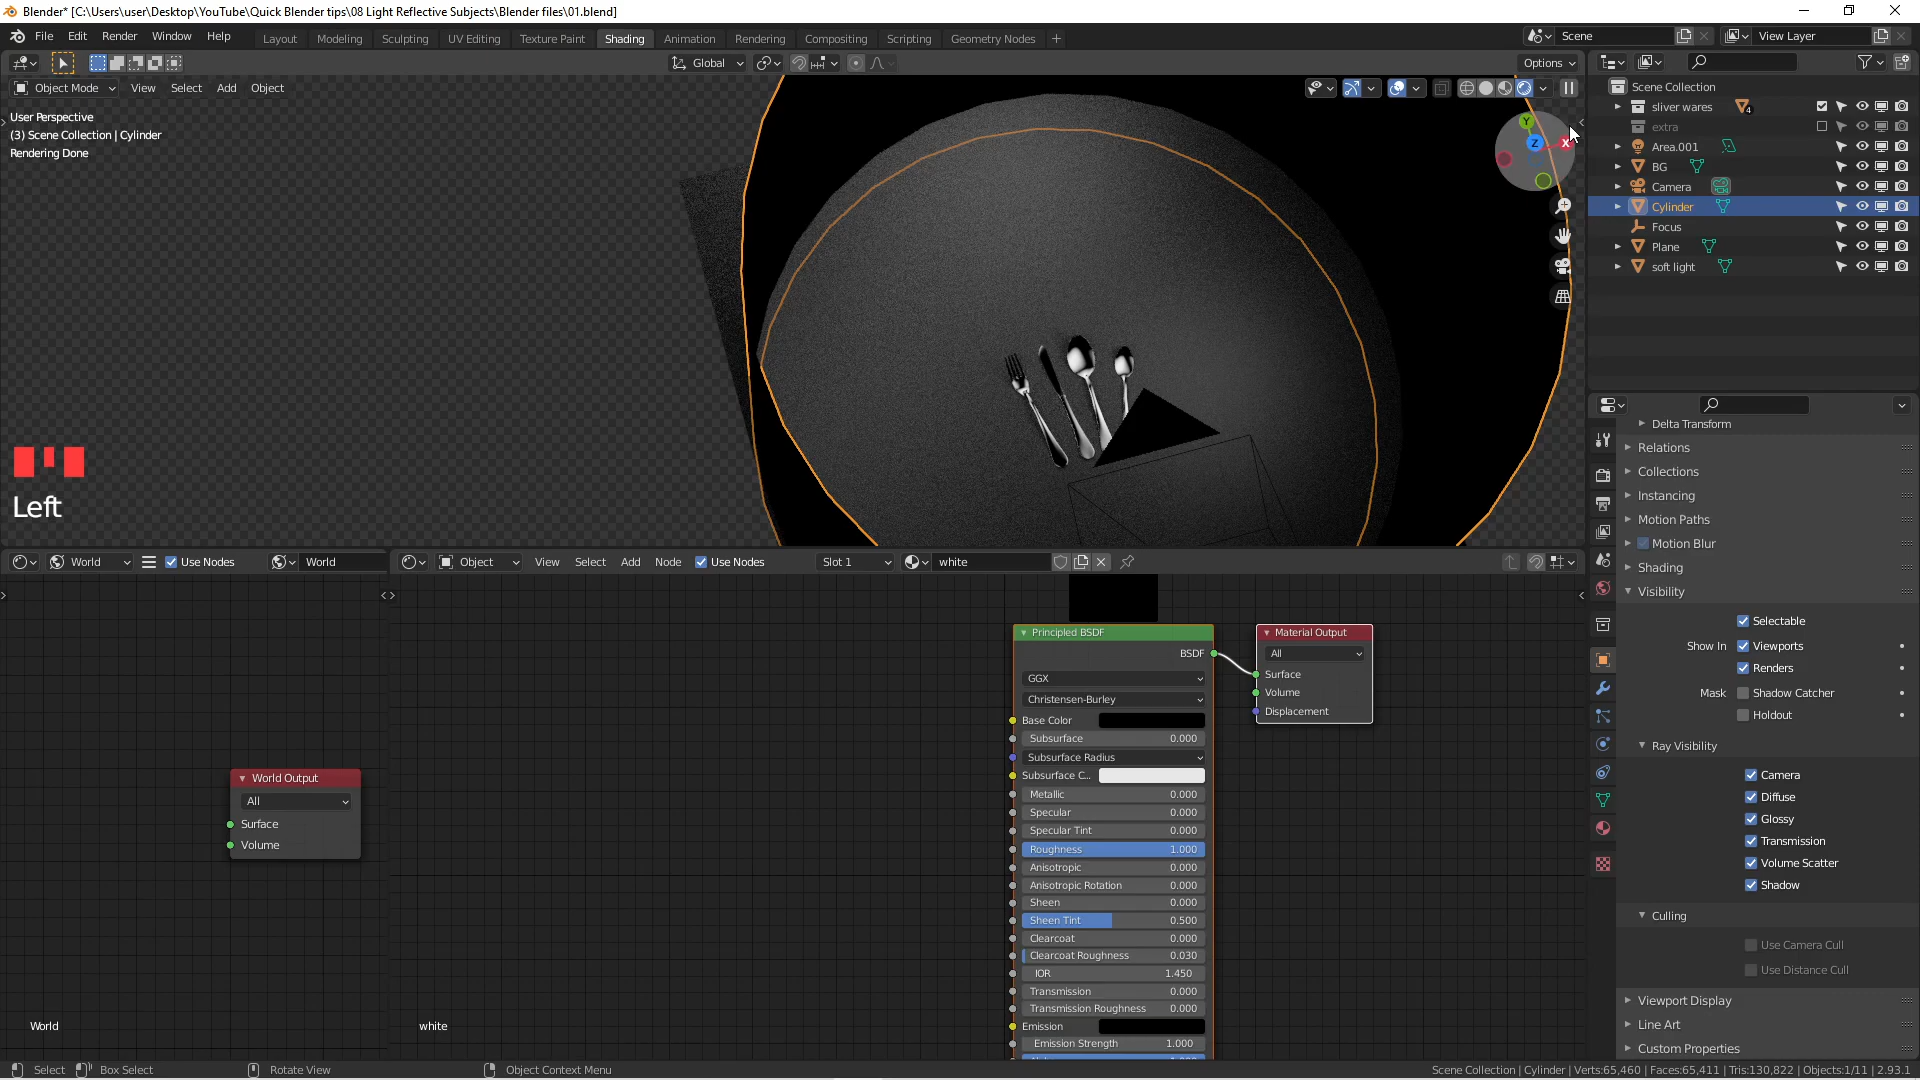 Blender* [C:\Users\user\Desktop\YouTube\Quick Blender tips\08 Light Reflective Subjects\Blender files\01.blend]
File Edit Render Window Help Layout Modeling Sculpting UV Editing Texture Paint Shading Animation Rendering Compositing Scripting Geometry Nodes + Scene View Layer
Global Options
Object Mode View Select Add Object
User Perspective
(3) Scene Collection | Cylinder
Rendering Done
Y
Z X
Left
Scene Collection
sliver wares 4
extra
Area.001
BG
Camera
Cylinder
Focus
Plane
soft light
Delta Transform
Relations
Collections
Instancing
Motion Paths
Motion Blur
Shading
Visibility
Selectable
Show In Viewports
Renders
Mask Shadow Catcher
Holdout
Ray Visibility
Camera
Diffuse
Glossy
Transmission
Volume Scatter
Shadow
Culling
Use Camera Cull
Use Distance Cull
Viewport Display
Line Art
Custom Properties
World Use Nodes World
World Output
All
Surface
Volume
World
Object View Select Add Node Use Nodes Slot 1 white
Principled BSDF
BSDF
GGX
Christensen-Burley
Base Color
Subsurface 0.000
Subsurface Radius
Subsurface C...
Metallic 0.000
Specular 0.000
Specular Tint 0.000
Roughness 1.000
Anisotropic 0.000
Anisotropic Rotation 0.000
Sheen 0.000
Sheen Tint 0.500
Clearcoat 0.000
Clearcoat Roughness 0.030
IOR 1.450
Transmission 0.000
Transmission Roughness 0.000
Emission
Emission Strength 1.000
Material Output
All
Surface
Volume
Displacement
white
Select Box Select Rotate View Object Context Menu Scene Collection | Cylinder | Verts:65,460 | Faces:65,411 | Tris:130,822 | Objects:1/11 | 2.93.1